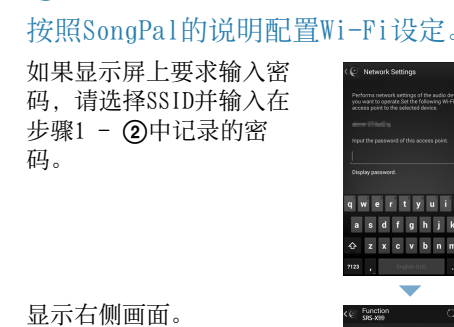 按照SongPal的说明配置Wi-Fi设定。
如果显示屏上要求输入密
码，请选择SSID并输入在
步骤1 - ②中记录的密
码。
Network Settings
Performs network settings of the audio dev
you want to operate.Set the following Wi-F
access point to the selected device.
Input the password of this access point.
Display password.
q w e r t y u i
a s d f g h j k
z x c v b n m
?123 , English (US)
显示右侧画面。
Function
SRS-X99